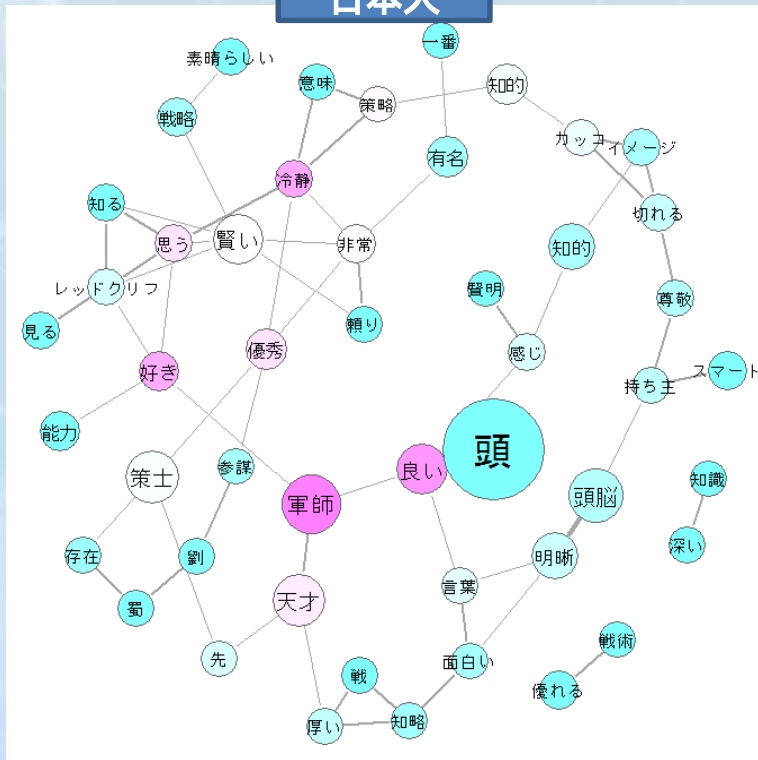 日本人
一番
素晴らしい
意味
知的
策略
戦略
カッコ
イメージ
有名
冷静
知る
切れる
思う
賢い
非常
知的
レッドクリフ
賢明
尊敬
見る
頼り
優秀
感じ
好き
スマート
持ち主
能力
頭
参謀
良い
策士
知識
頭脳
軍師
存在
劉
明晰
深い
言葉
天才
蜀
戦術
先
面白い
戦
優れる
知略
厚い